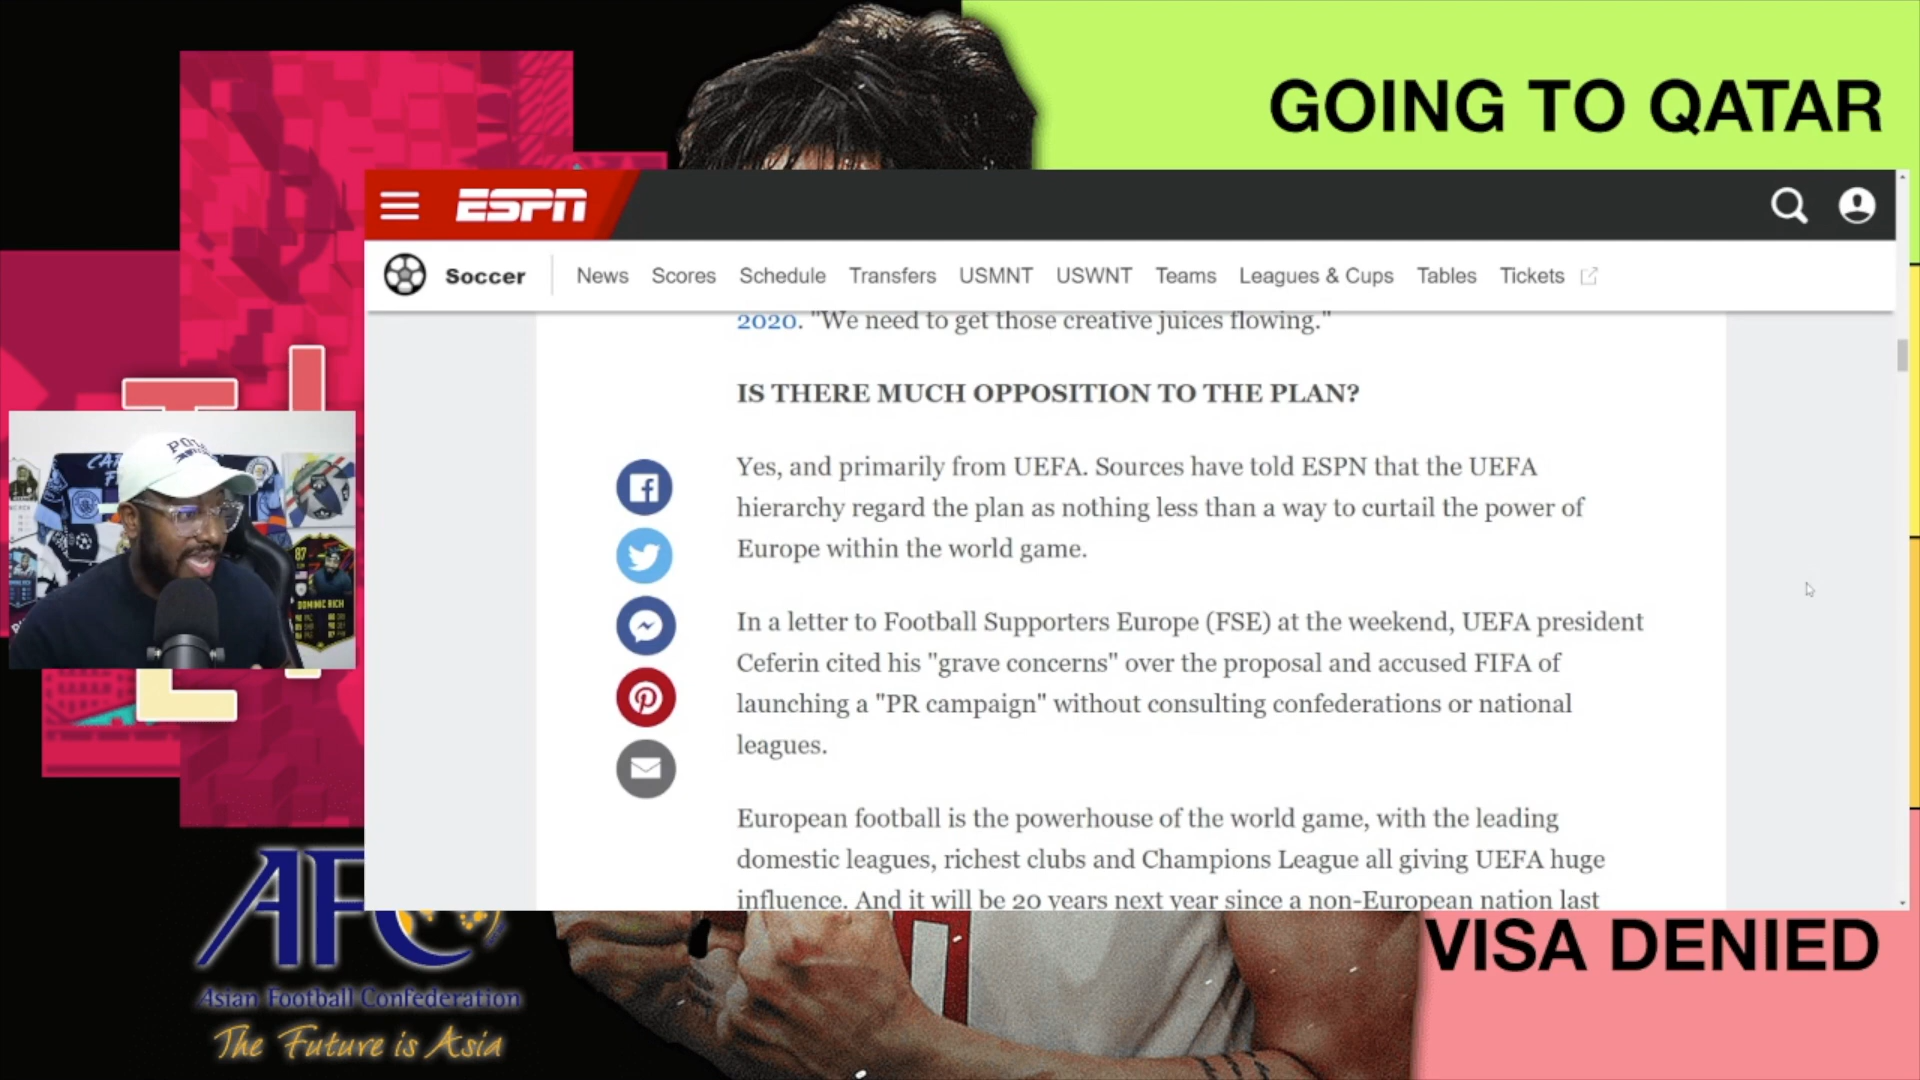 GOING TO QATAR
ESPN
Soccer News Scores Schedule Transfers USMNT USWNT Teams Leagues & Cups Tables Tickets
2020. "We need to get those creative juices flowing."
IS THERE MUCH OPPOSITION TO THE PLAN?
Yes, and primarily from UEFA. Sources have told ESPN that the UEFA
hierarchy regard the plan as nothing less than a way to curtail the power of
Europe within the world game.
In a letter to Football Supporters Europe (FSE) at the weekend, UEFA president
Ceferin cited his "grave concerns" over the proposal and accused FIFA of
launching a "PR campaign" without consulting confederations or national
leagues.
European football is the powerhouse of the world game, with the leading
domestic leagues, richest clubs and Champions League all giving UEFA huge
influence. And it will be 20 years next year since a non-European nation last
87
DOMINIC RICH
AFC
Asian Football Confederation
The Future is Asia
VISA DENIED